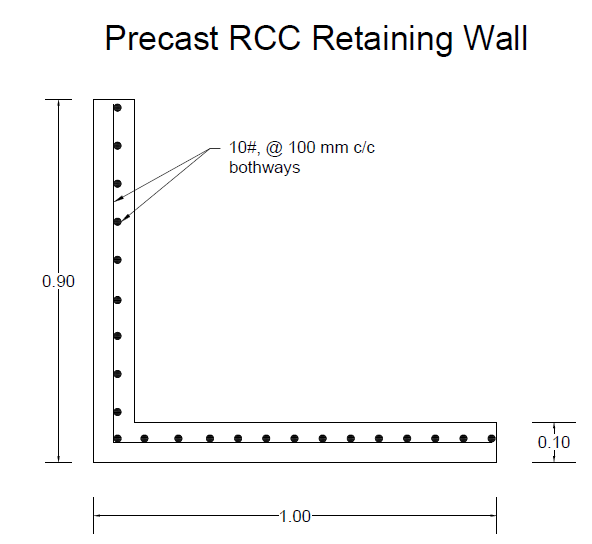 Precast RCC Retaining Wall
10#, @ 100 mm c/c
bothways
0.90
0.10
1.00